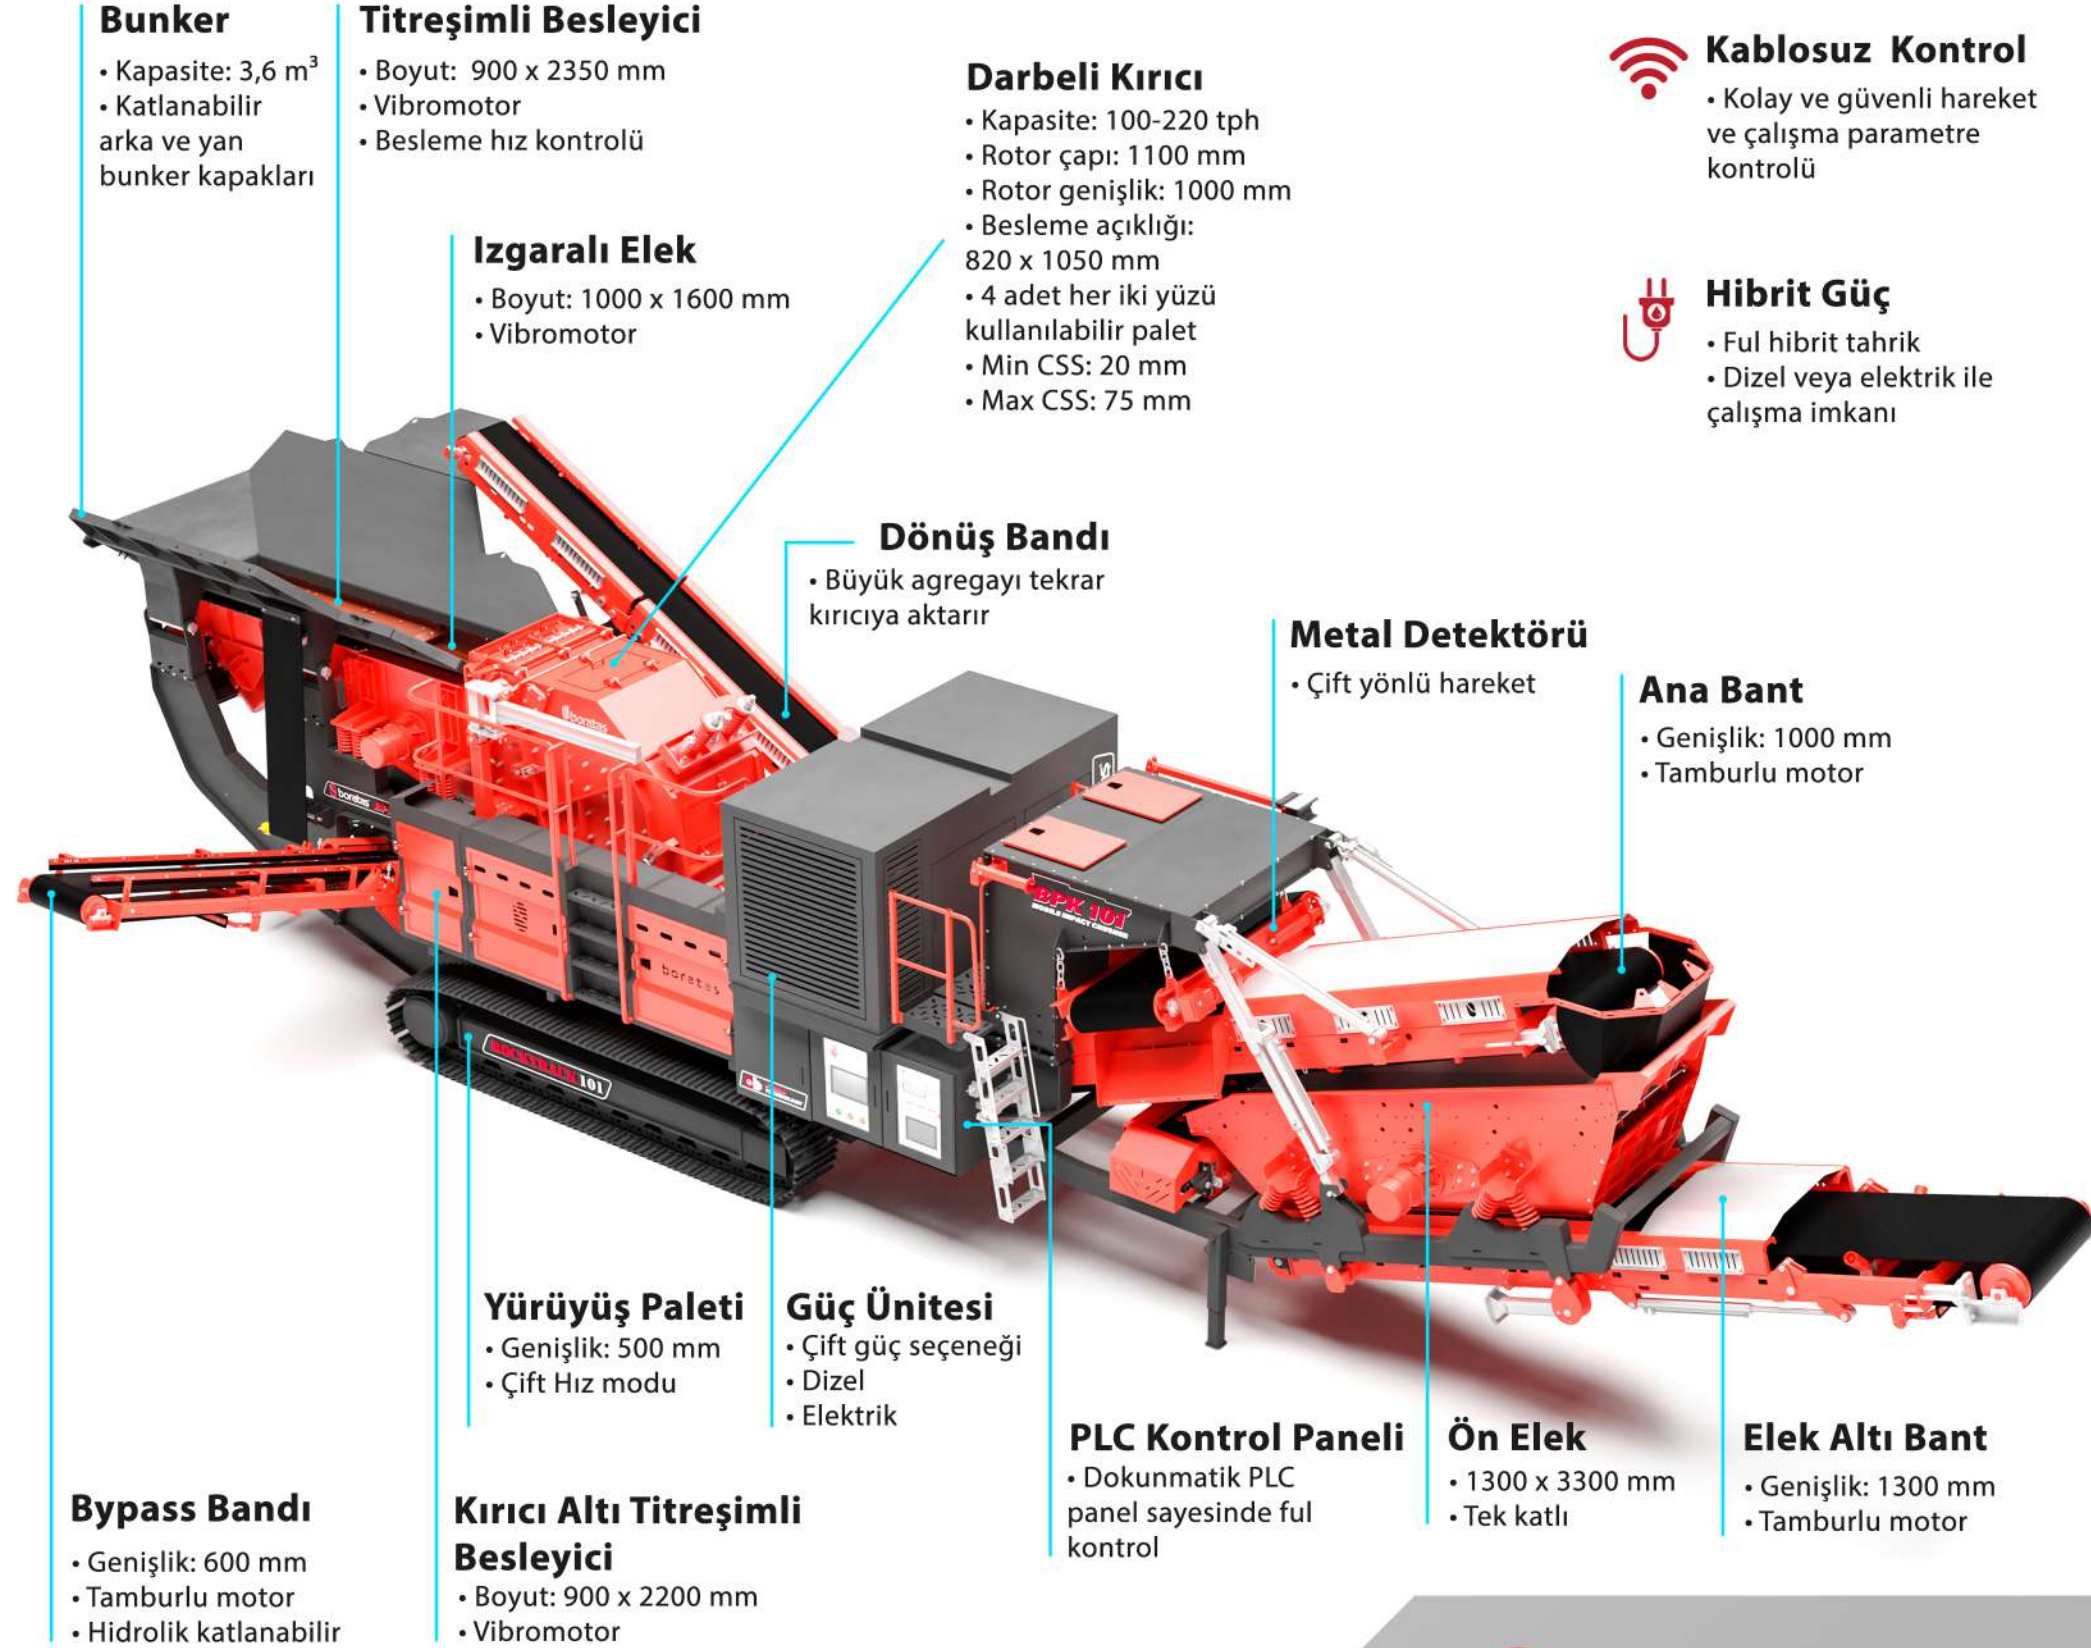 Bunker
• Kapasite: 3,6 m³
• Katlanabilir
arka ve yan
bunker kapakları
Titreşimli Besleyici
• Boyut: 900 x 2350 mm
• Vibromotor
• Besleme hız kontrolü
Izgaralı Elek
• Boyut: 1000 x 1600 mm
• Vibromotor
Darbeli Kırıcı
• Kapasite: 100-220 tph
• Rotor çapı: 1100 mm
• Rotor genişlik: 1000 mm
• Besleme açıklığı:
820 x 1050 mm
• 4 adet her iki yüzü
kullanılabilir palet
• Min CSS: 20 mm
• Max CSS: 75 mm
Kablosuz Kontrol
• Kolay ve güvenli hareket
ve çalışma parametre
kontrolü
Hibrit Güç
• Ful hibrit tahrik
• Dizel veya elektrik ile
çalışma imkanı
Dönüş Bandı
• Büyük agregayı tekrar
kırıcıya aktarır
Metal Detektörü
• Çift yönlü hareket
Ana Bant
• Genişlik: 1000 mm
• Tamburlu motor
boratas
boratas
BPK 101
MOBILE IMPACT CRUSHER
boratas
ROCKTRACK 101
Yürüyüş Paleti
• Genişlik: 500 mm
• Çift Hız modu
Güç Ünitesi
• Çift güç seçeneği
• Dizel
• Elektrik
PLC Kontrol Paneli
• Dokunmatik PLC
panel sayesinde ful
kontrol
Ön Elek
• 1300 x 3300 mm
• Tek katlı
Elek Altı Bant
• Genişlik: 1300 mm
• Tamburlu motor
Bypass Bandı
• Genişlik: 600 mm
• Tamburlu motor
• Hidrolik katlanabilir
Kırıcı Altı Titreşimli
Besleyici
• Boyut: 900 x 2200 mm
• Vibromotor